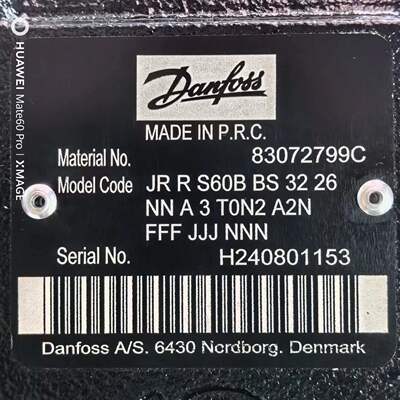 Danfoss
MADE IN P.R.C.
Material No. 83072799C
Model Code JR R S60B BS 32 26
NN A 3 T0N2 A2N
FFF JJJ NNN
Serial No. H240801153
Danfoss A/S. 6430 Nordborg. Denmark
HUAWEI Mate60 Pro | XMAGE